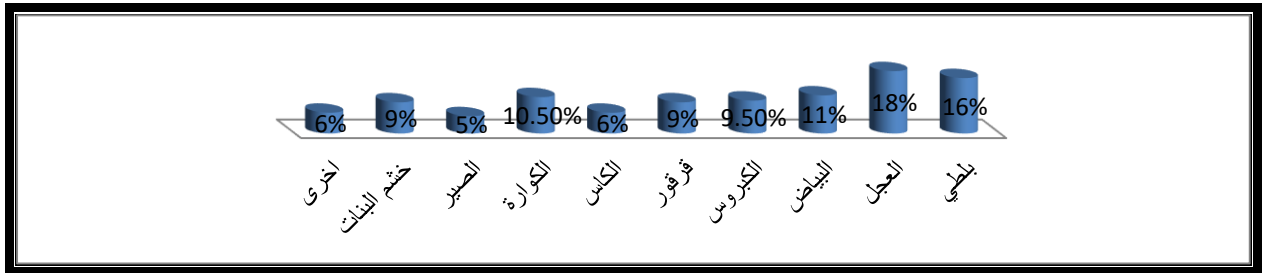 6% 9% 5% 10.50% 6% 9% 9.50% 11% 18% 16%
اخرى
خشم البنات
الصير
الكوارة
الكاس
قرقور
الكبروس
البياض
العجل
بلطي